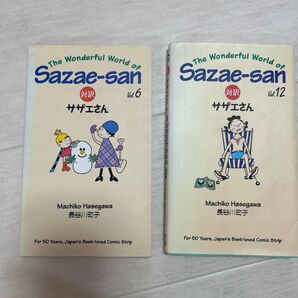 The Wonderful World of
Sazae-san
対訳
Vol.6
サザエさん
Machiko Hasegawa
長谷川町子
For 50 Years, Japan's Best-loved Comic Strip
The Wonderful World of
Sazae-san
対訳
Vol.12
サザエさん
Machiko Hasegawa
長谷川町子
For 50 Years, Japan's Best-loved Comic Strip